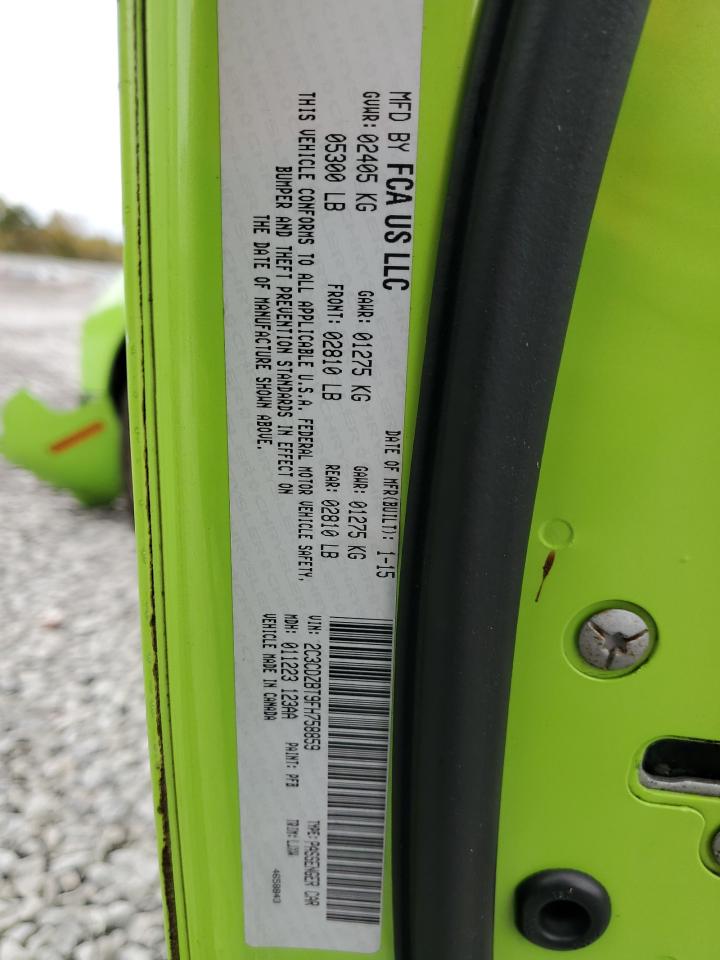 MFD BY FCA US LLC
DATE OF MFR(BUILT): 1-15
GVWR: 02405 KG GAWR: 01275 KG GAWR: 01275 KG
05300 LB FRONT: 02810 LB REAR: 02810 LB
THIS VEHICLE CONFORMS TO ALL APPLICABLE U.S.A. FEDERAL MOTOR VEHICLE SAFETY,
BUMPER AND THEFT PREVENTION STANDARDS IN EFFECT ON
THE DATE OF MANUFACTURE SHOWN ABOVE.
VIN: 2C3CDZBT9FH758859 TYPE: PASSENGER CAR
MDH: 011223 123AA PAINT: PFB TRIM:
VEHICLE MADE IN CANADA